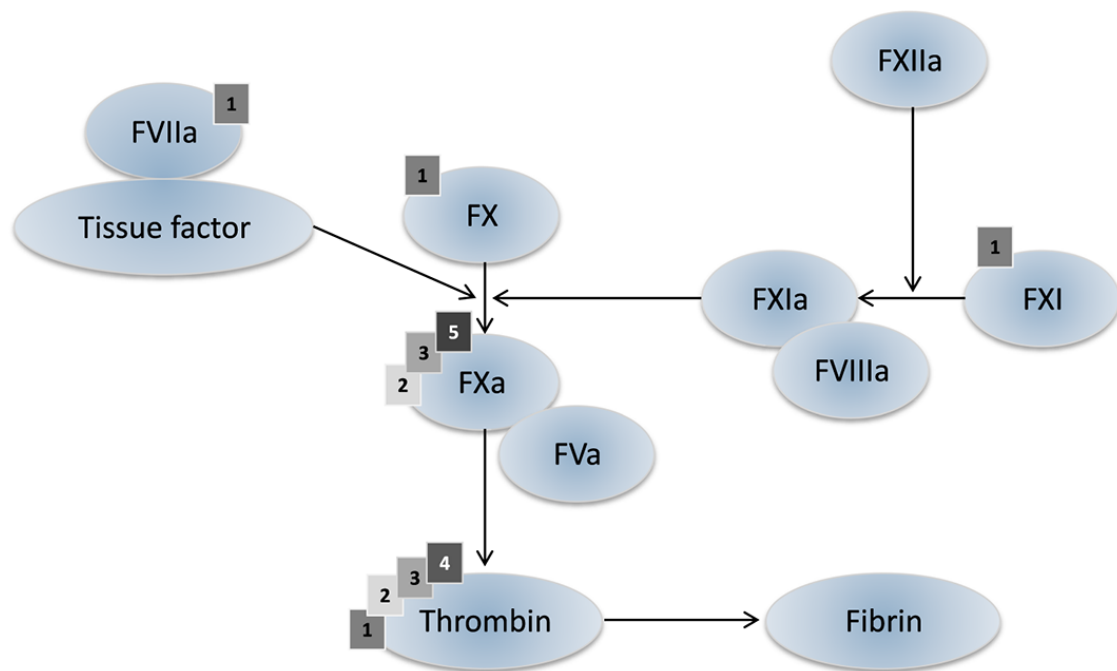 FXIIa
1
FVIIa
1
FX
Tissue factor
1
FXIa
FXI
5
3
2
FXa
FVIIIa
FVa
4
3
2
1
Thrombin
Fibrin